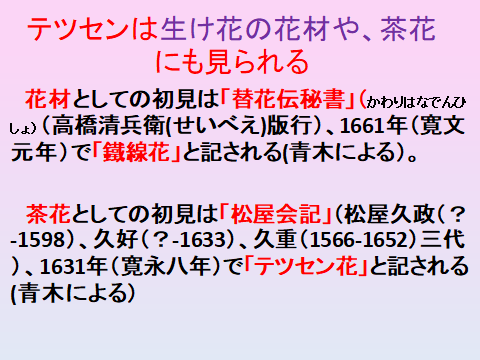 テツセンは生け花の花材や、茶花
にも見られる
花材としての初見は「替花伝秘書」（かわりはなでんひ
しょ）（高橋清兵衛(せいべえ)版行）、1661年（寛文
元年）で「鐵線花」と記される(青木による）。
茶花としての初見は「松屋会記」（松屋久政（？
-1598）、久好（？-1633）、久重（1566-1652）三代
）、1631年（寛永八年）で「テツセン花」と記される
(青木による）